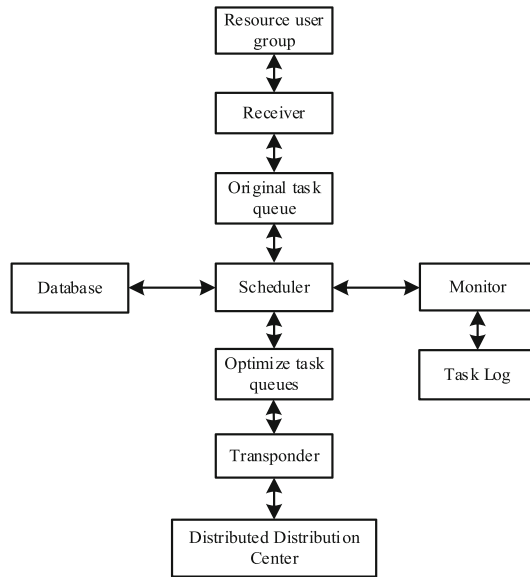 Resource user
group
Receiver
Original task
queue
Database
Scheduler
Monitor
Optimize task
queues
Task Log
Transponder
Distributed Distribution
Center